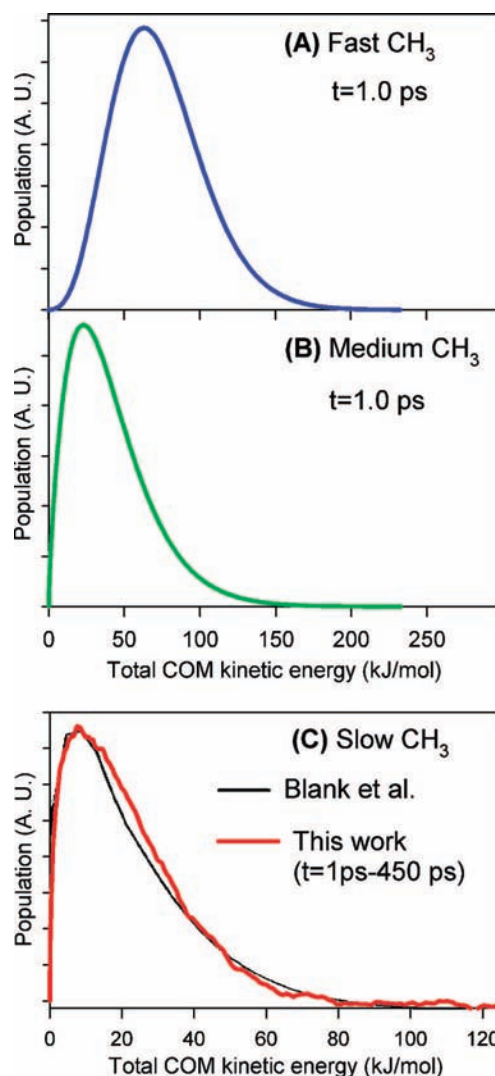 (A) Fast CH3
t=1.0 ps
Population (A. U.)
(B) Medium CH3
t=1.0 ps
Population (A. U.)
0 50 100 150 200 250
Total COM kinetic energy (kJ/mol)
(C) Slow CH3
Blank et al.
This work
(t=1ps-450 ps)
Population (A. U.)
0 20 40 60 80 100 120
Total COM kinetic energy (kJ/mol)